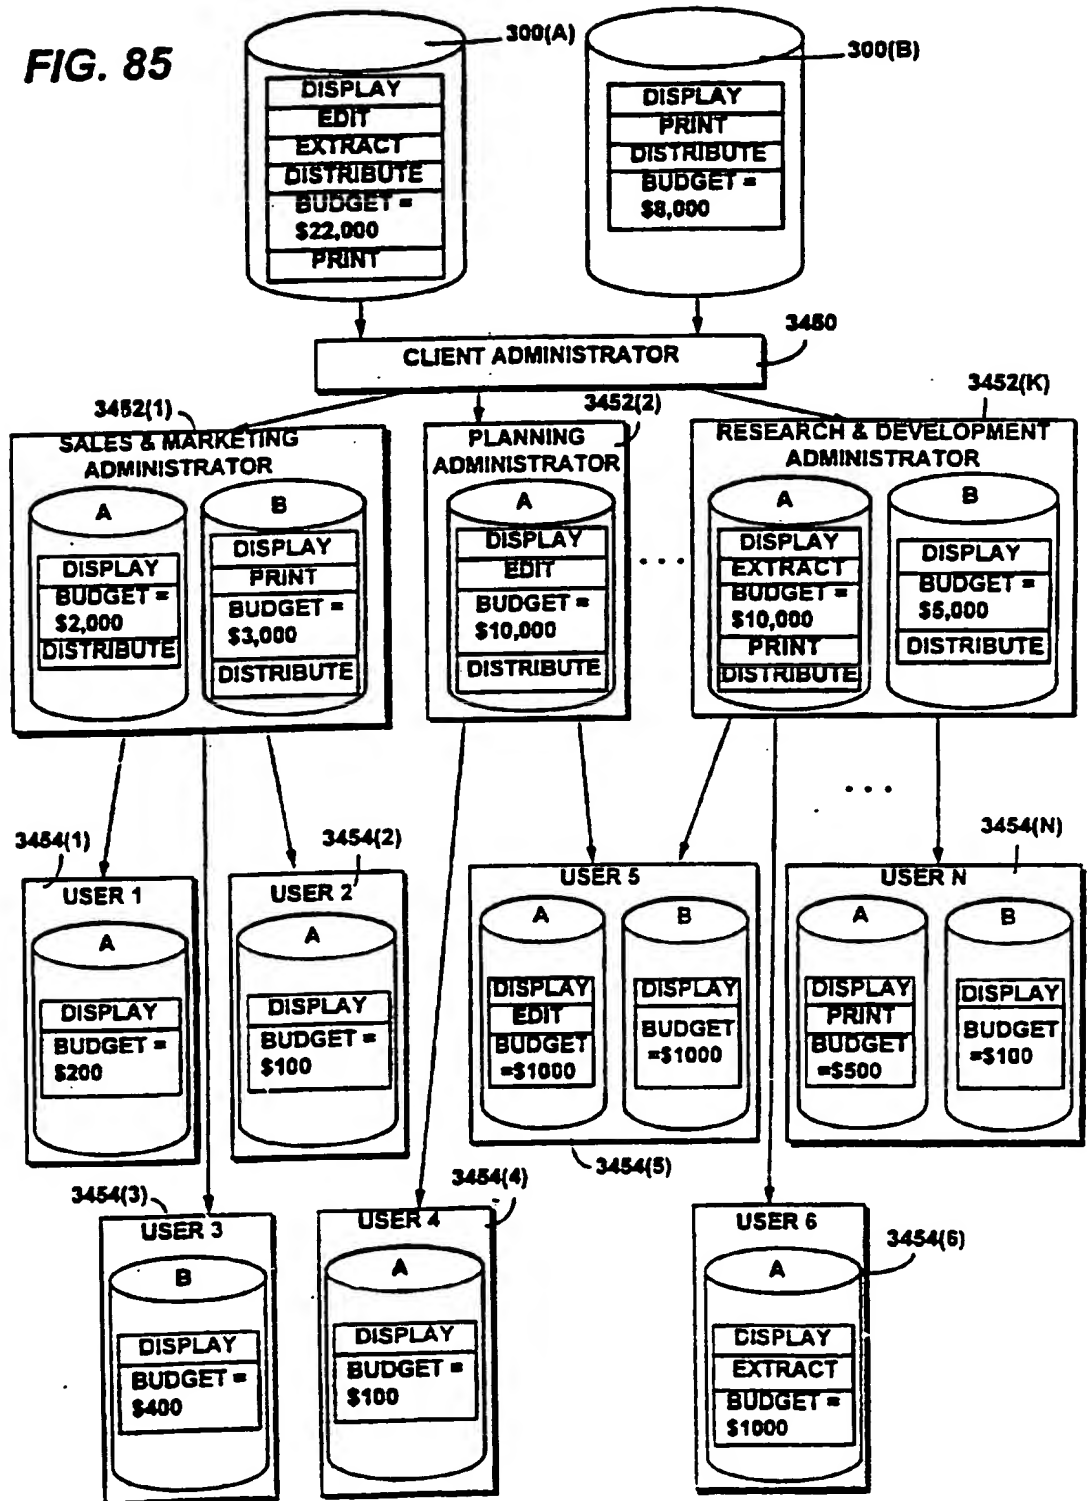 FIG. 85
300(A)
DISPLAY
EDIT
EXTRACT
DISTRIBUTE
BUDGET =
$22,000
PRINT
300(B)
DISPLAY
PRINT
DISTRIBUTE
BUDGET =
$8,000
CLIENT ADMINISTRATOR
3450
3452(1)
SALES & MARKETING
ADMINISTRATOR
A
DISPLAY
BUDGET =
$2,000
DISTRIBUTE
B
DISPLAY
PRINT
BUDGET =
$3,000
DISTRIBUTE
3452(2)
PLANNING
ADMINISTRATOR
A
DISPLAY
EDIT
BUDGET =
$10,000
DISTRIBUTE
. . .
3452(K)
RESEARCH & DEVELOPMENT
ADMINISTRATOR
A
DISPLAY
EXTRACT
BUDGET =
$10,000
PRINT
DISTRIBUTE
B
DISPLAY
BUDGET =
$5,000
DISTRIBUTE
. . .
3454(1)
USER 1
A
DISPLAY
BUDGET =
$200
3454(2)
USER 2
A
DISPLAY
BUDGET =
$100
USER 5
A
DISPLAY
EDIT
BUDGET
=$1000
B
DISPLAY
BUDGET
=$1000
3454(5)
3454(N)
USER N
A
DISPLAY
PRINT
BUDGET
=$500
B
DISPLAY
BUDGET
=$100
3454(3)
USER 3
B
DISPLAY
BUDGET =
$400
3454(4)
USER 4
A
DISPLAY
BUDGET =
$100
USER 6
3454(6)
A
DISPLAY
EXTRACT
BUDGET =
$1000